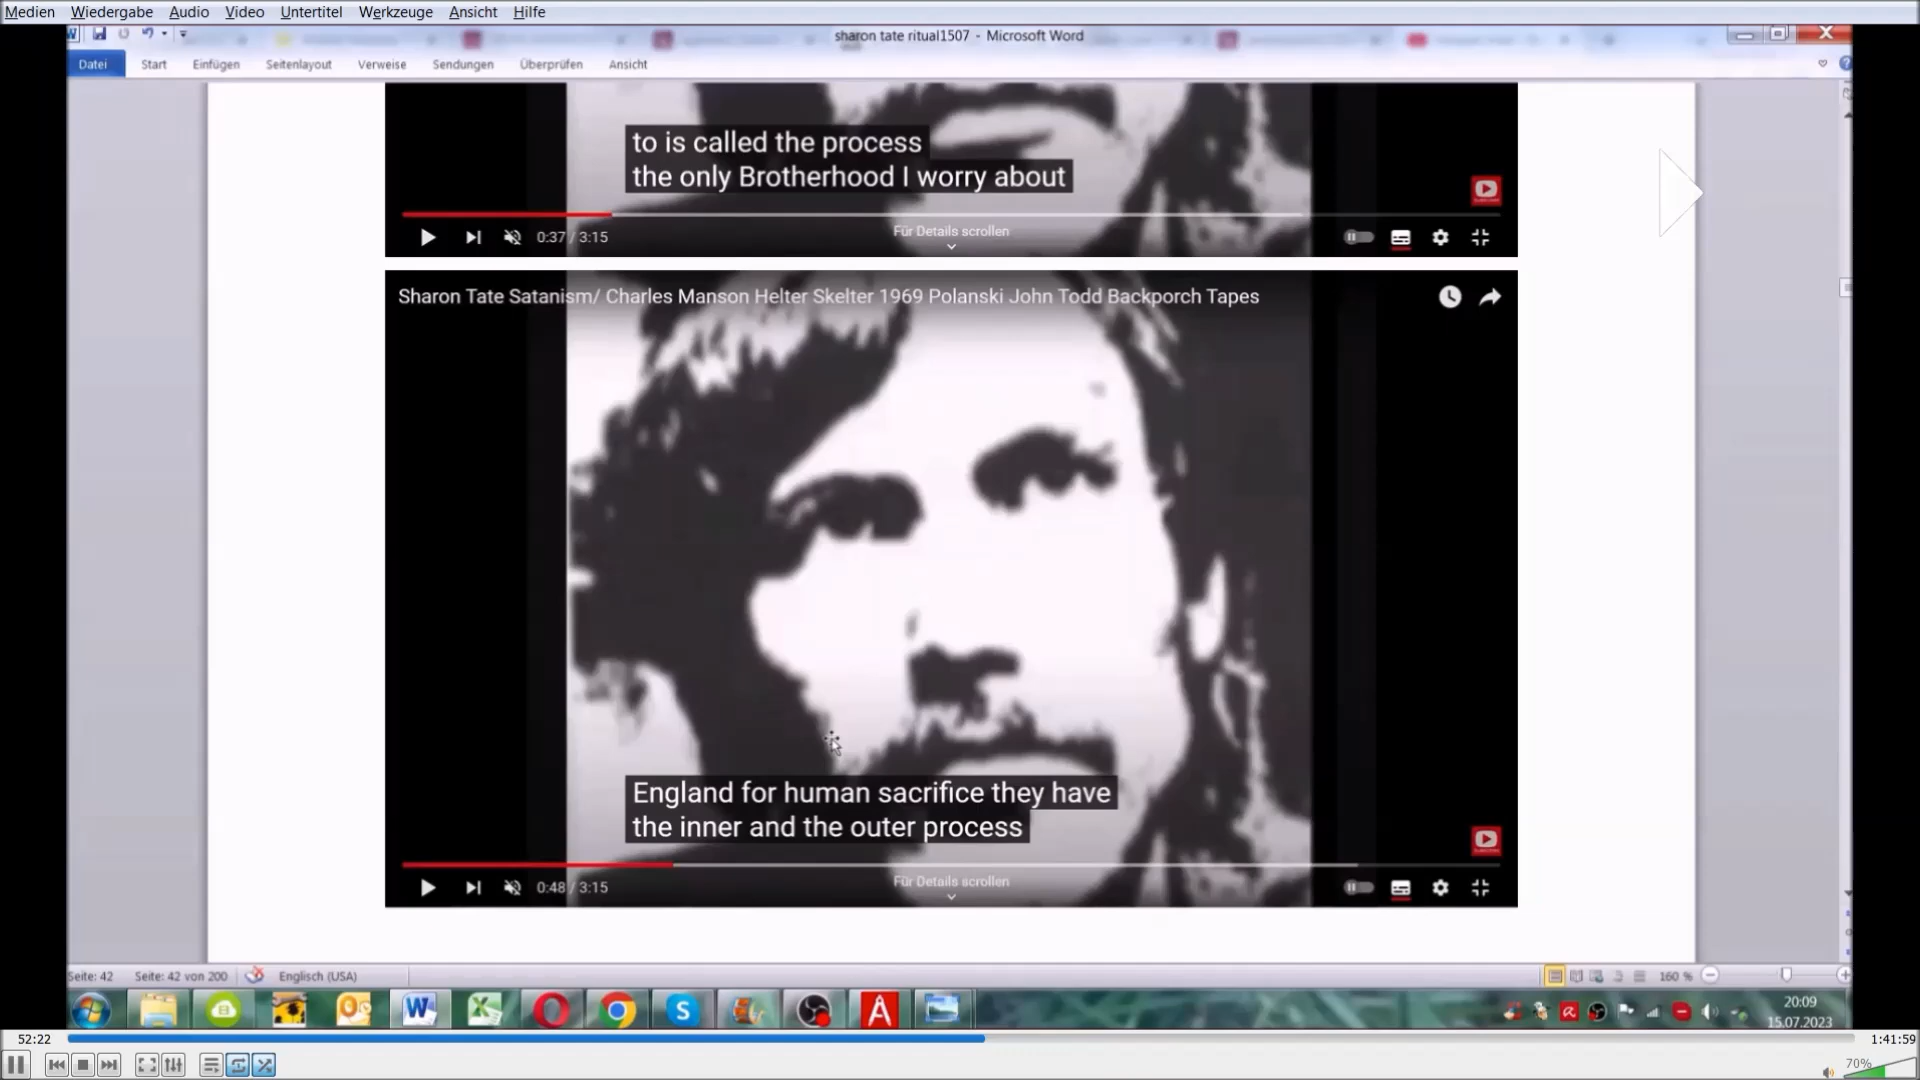 Medien Wiedergabe Audio Video Untertitel Werkzeuge Ansicht Hilfe
sharon tate ritual1507 - Microsoft Word
Datei Start Einfügen Seitenlayout Verweise Sendungen Überprüfen Ansicht
to is called the process
the only Brotherhood I worry about
0:37 / 3:15
Für Details scrollen
Sharon Tate Satanism/ Charles Manson Helter Skelter 1969 Polanski John Todd Backporch Tapes
England for human sacrifice they have
the inner and the outer process
0:48 / 3:15
Für Details scrollen
Seite: 42 Seite: 42 von 200 Englisch (USA) 160 %
20:09
15.07.2023
52:22 1:41:59
70%